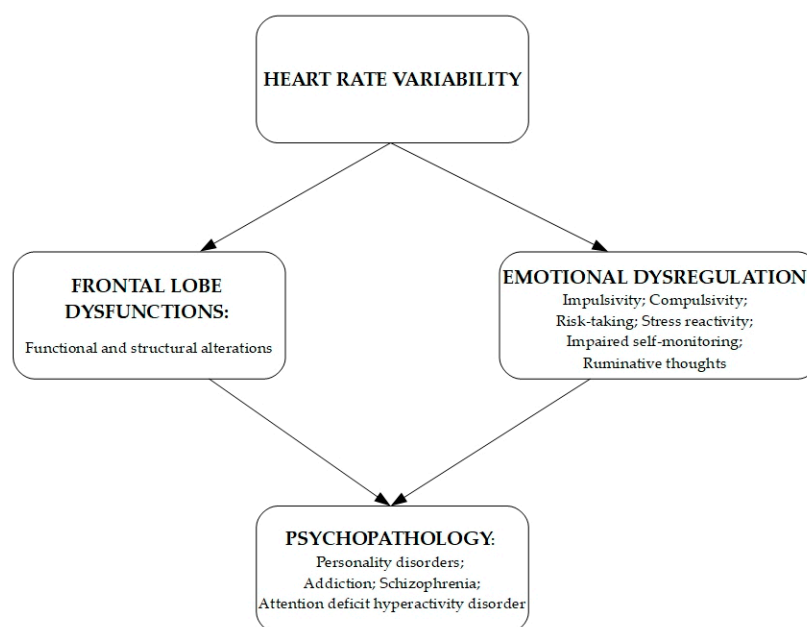 HEART RATE VARIABILITY
FRONTAL LOBE
DYSFUNCTIONS:
Functional and structural alterations
EMOTIONAL DYSREGULATION
Impulsivity; Compulsivity;
Risk-taking; Stress reactivity;
Impaired self-monitoring;
Ruminative thoughts
PSYCHOPATHOLOGY:
Personality disorders;
Addiction; Schizophrenia;
Attention deficit hyperactivity disorder